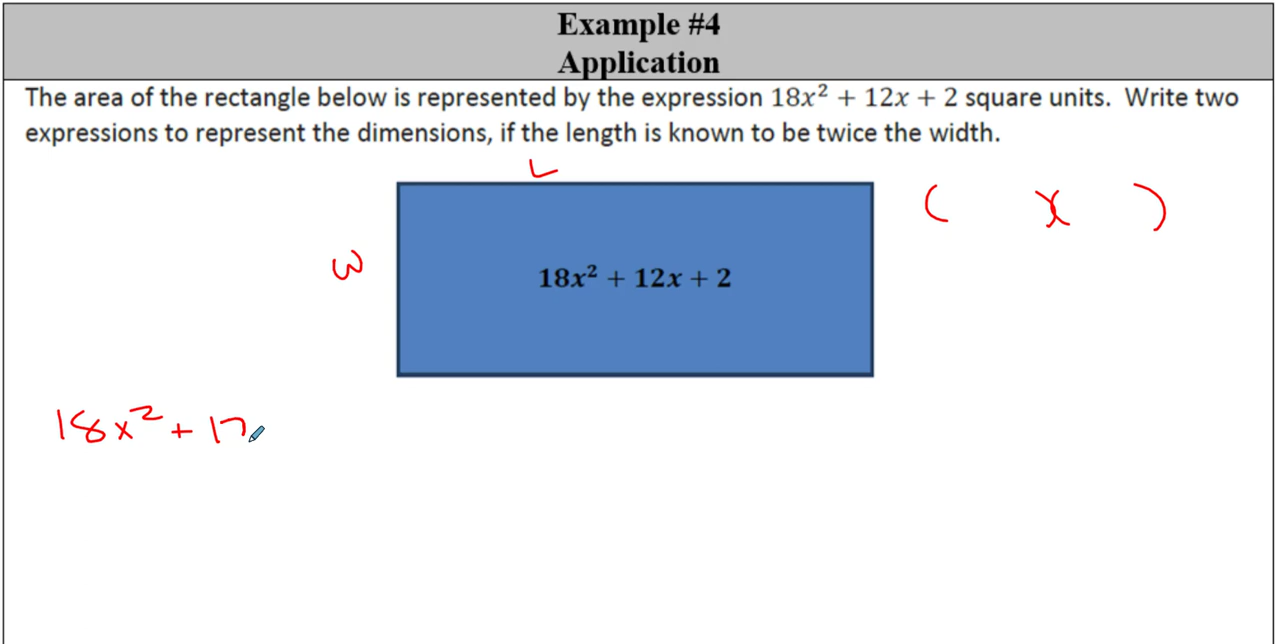 Example #4
Application
The area of the rectangle below is represented by the expression 18x² + 12x + 2 square units. Write two
expressions to represent the dimensions, if the length is known to be twice the width.
L
( x )
W
18x² + 12x + 2
18x² + 12